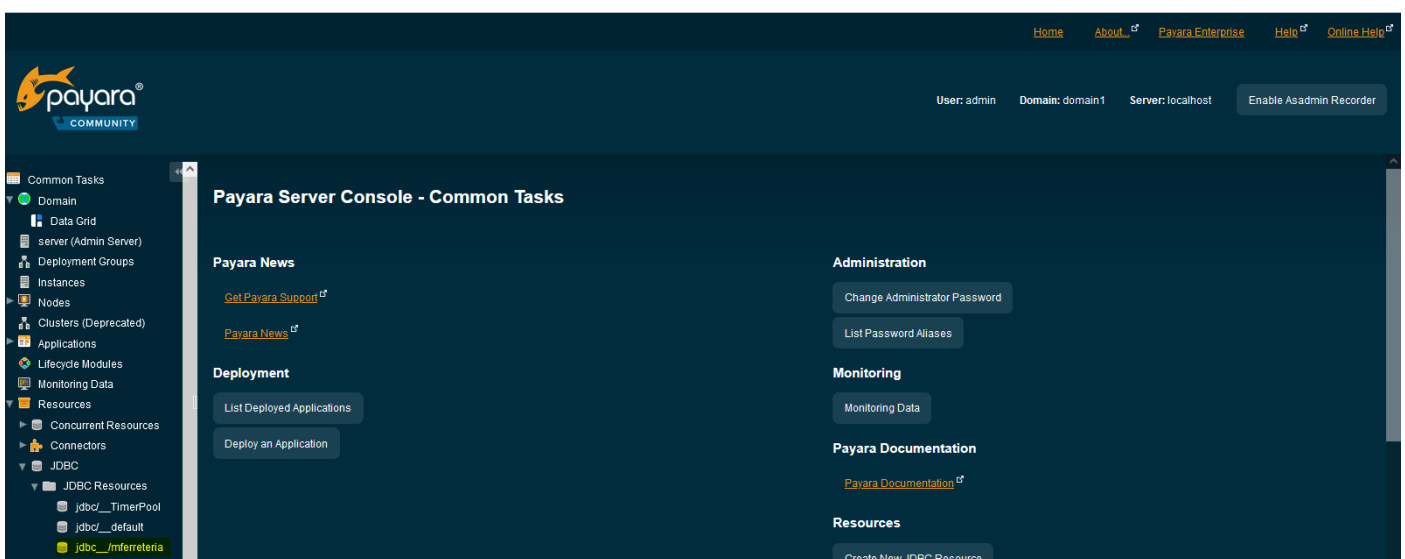 Home About... Payara Enterprise Help Online Help
payara®
COMMUNITY
User: admin Domain: domain1 Server: localhost Enable Asadmin Recorder
Common Tasks
Domain
Data Grid
server (Admin Server)
Deployment Groups
Instances
Nodes
Clusters (Deprecated)
Applications
Lifecycle Modules
Monitoring Data
Resources
Concurrent Resources
Connectors
JDBC
JDBC Resources
jdbc/__TimerPool
jdbc/__default
jdbc__/mferreteria
Payara Server Console - Common Tasks
Payara News
Get Payara Support
Payara News
Deployment
List Deployed Applications
Deploy an Application
Administration
Change Administrator Password
List Password Aliases
Monitoring
Monitoring Data
Payara Documentation
Payara Documentation
Resources
Create New JDBC Resource